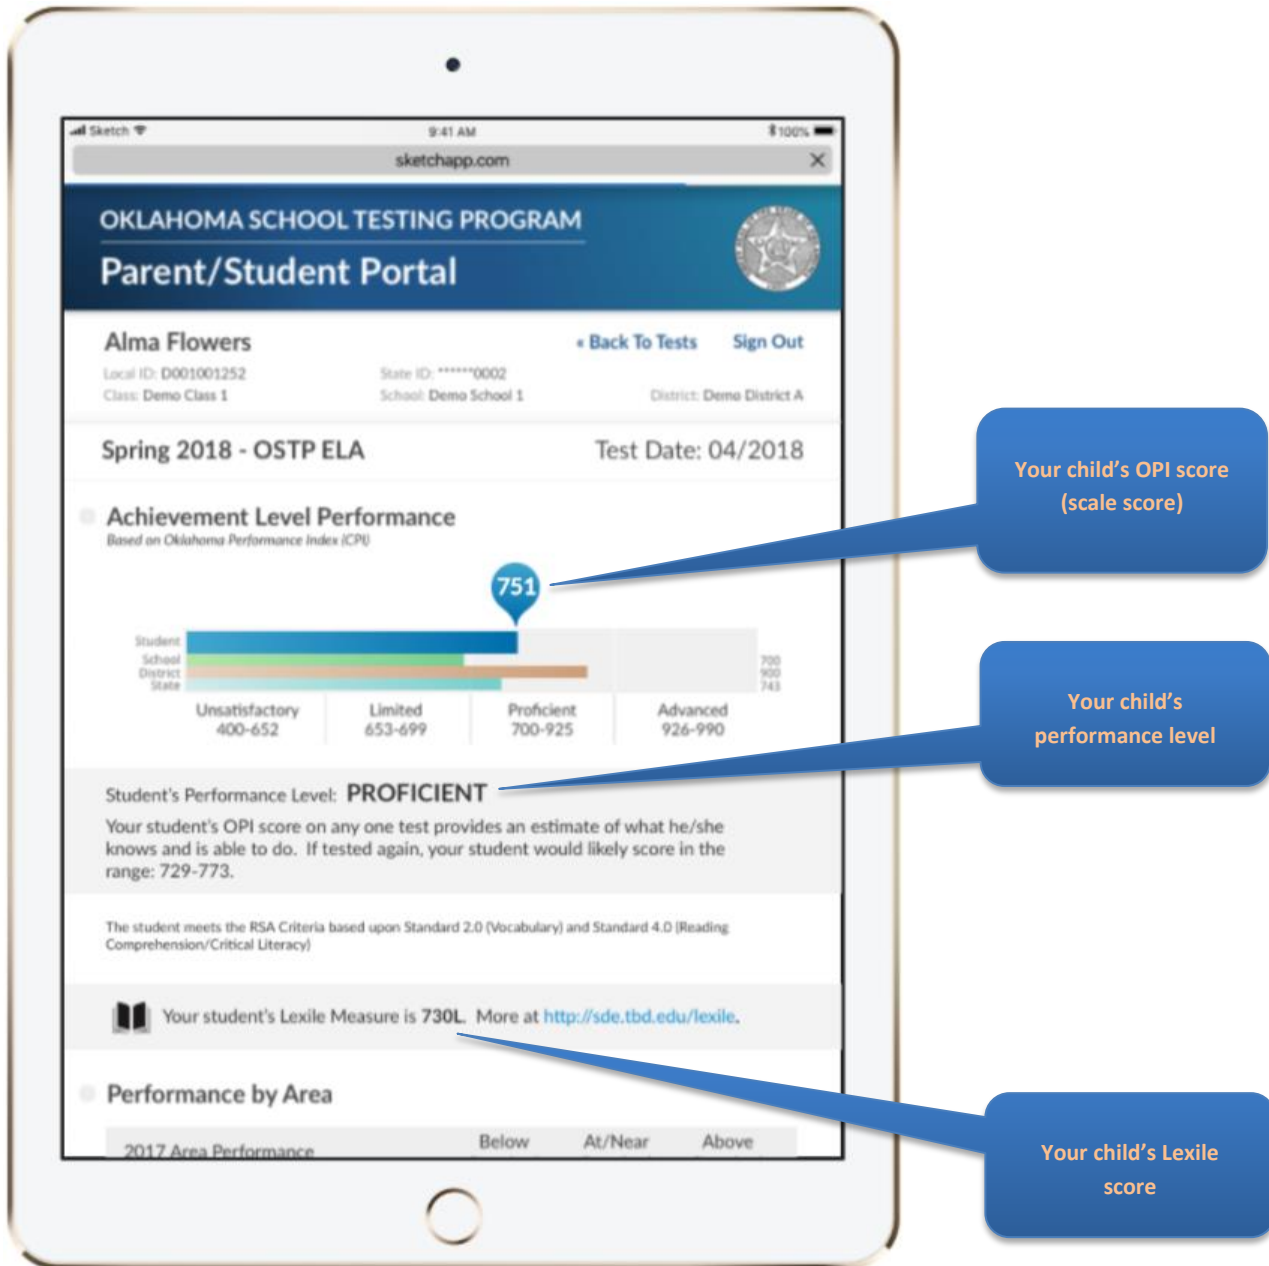 Sketch
9:41 AM
100%
sketchapp.com
OKLAHOMA SCHOOL TESTING PROGRAM
Parent/Student Portal
Alma Flowers
« Back To Tests
Sign Out
Local ID: D001001252
State ID: ******0002
Class: Demo Class 1
School: Demo School 1
District: Demo District A
Spring 2018 - OSTP ELA
Test Date: 04/2018
Achievement Level Performance
Based on Oklahoma Performance Index (CPI)
751
Student
School
700
District
900
State
743
Unsatisfactory
400-652
Limited
653-699
Proficient
700-925
Advanced
926-990
Student's Performance Level: PROFICIENT
Your student's OPI score on any one test provides an estimate of what he/she
knows and is able to do. If tested again, your student would likely score in the
range: 729-773.
The student meets the RSA Criteria based upon Standard 2.0 (Vocabulary) and Standard 4.0 (Reading
Comprehension/Critical Literacy)
Your student's Lexile Measure is 730L. More at http://sde.tbd.edu/lexile.
Performance by Area
2017 Area Performance
Below
At/Near
Above
Your child's OPI score
(scale score)
Your child's
performance level
Your child's Lexile
score